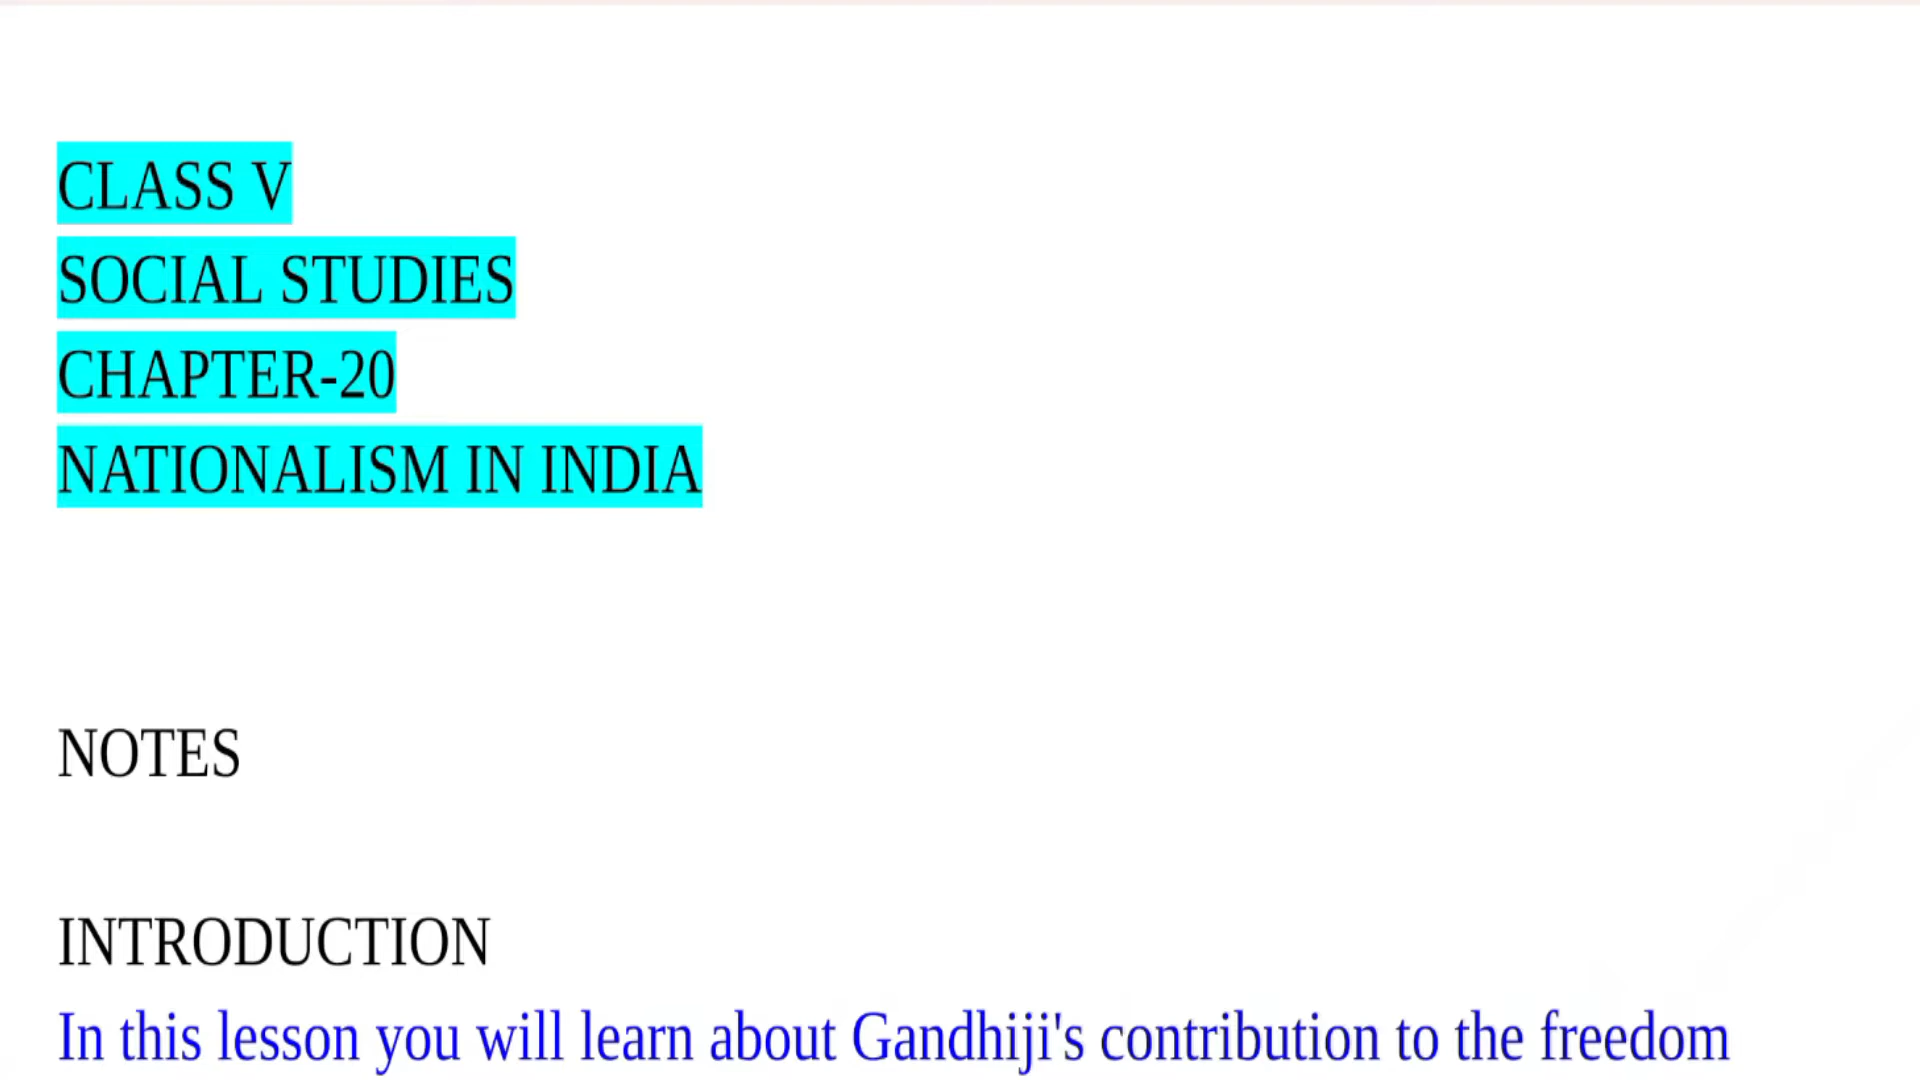 CLASS V
SOCIAL STUDIES
CHAPTER-20
NATIONALISM IN INDIA
NOTES
INTRODUCTION
In this lesson you will learn about Gandhiji's contribution to the freedom